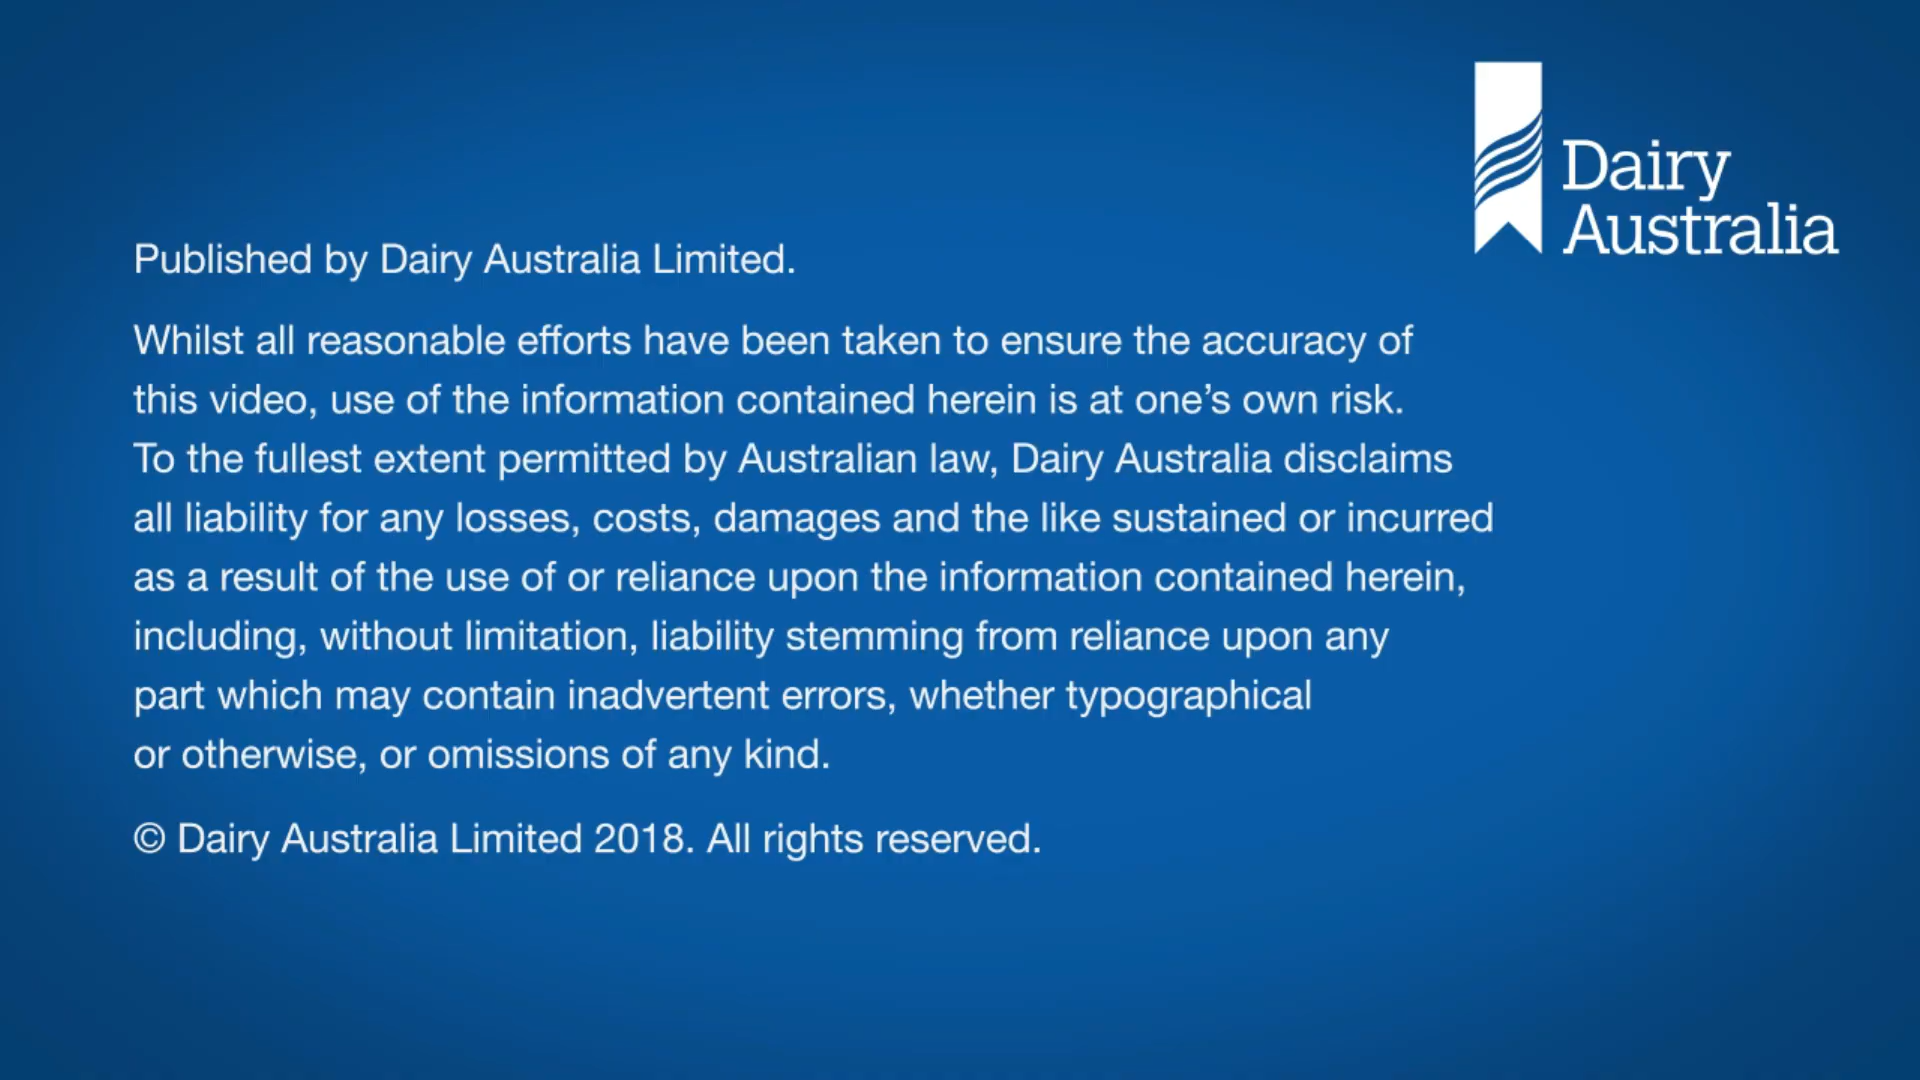 Dairy
Australia
Published by Dairy Australia Limited.
Whilst all reasonable efforts have been taken to ensure the accuracy of
this video, use of the information contained herein is at one’s own risk.
To the fullest extent permitted by Australian law, Dairy Australia disclaims
all liability for any losses, costs, damages and the like sustained or incurred
as a result of the use of or reliance upon the information contained herein,
including, without limitation, liability stemming from reliance upon any
part which may contain inadvertent errors, whether typographical
or otherwise, or omissions of any kind.
© Dairy Australia Limited 2018. All rights reserved.